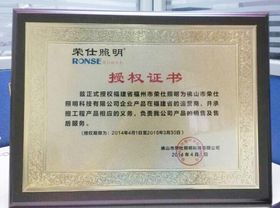 荣仕照明
RONSE
授权证书
兹正式授权福建省福州市荣仕照明为佛山市荣仕
照明科技有限公司企业产品在福建省的运营商，并承
担工程产品相应的义务，负责我公司产品的销售及售
后服务。
（授权期为：2014年4月1日至2015年3月30日）
佛山市荣仕照明科技有限公司
2014年4月1日